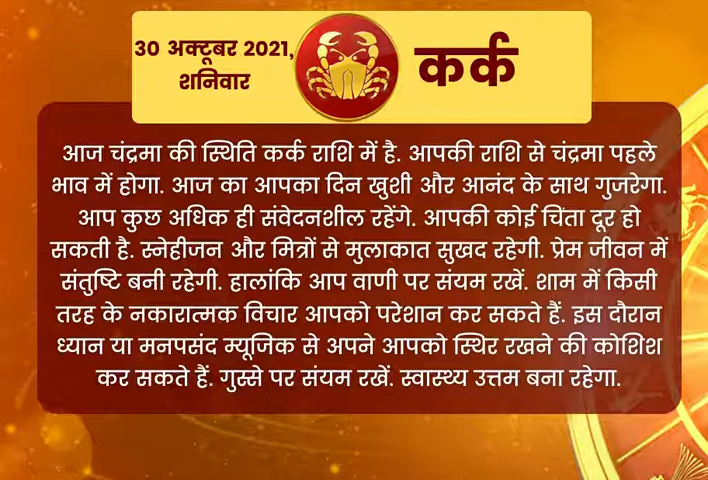 30 अक्टूबर 2021,
शनिवार
कर्क
आज चंद्रमा की स्थिति कर्क राशि में है. आपकी राशि से चंद्रमा पहले
भाव में होगा. आज का आपका दिन खुशी और आनंद के साथ गुजरेगा.
आप कुछ अधिक ही संवेदनशील रहेंगे. आपकी कोई चिंता दूर हो
सकती है. स्नेहीजन और मित्रों से मुलाकात सुखद रहेगी. प्रेम जीवन में
संतुष्टि बनी रहेगी. हालांकि आप वाणी पर संयम रखें. शाम में किसी
तरह के नकारात्मक विचार आपको परेशान कर सकते हैं. इस दौरान
ध्यान या मनपसंद म्यूजिक से अपने आपको स्थिर रखने की कोशिश
कर सकते हैं. गुस्से पर संयम रखें. स्वास्थ्य उत्तम बना रहेगा.